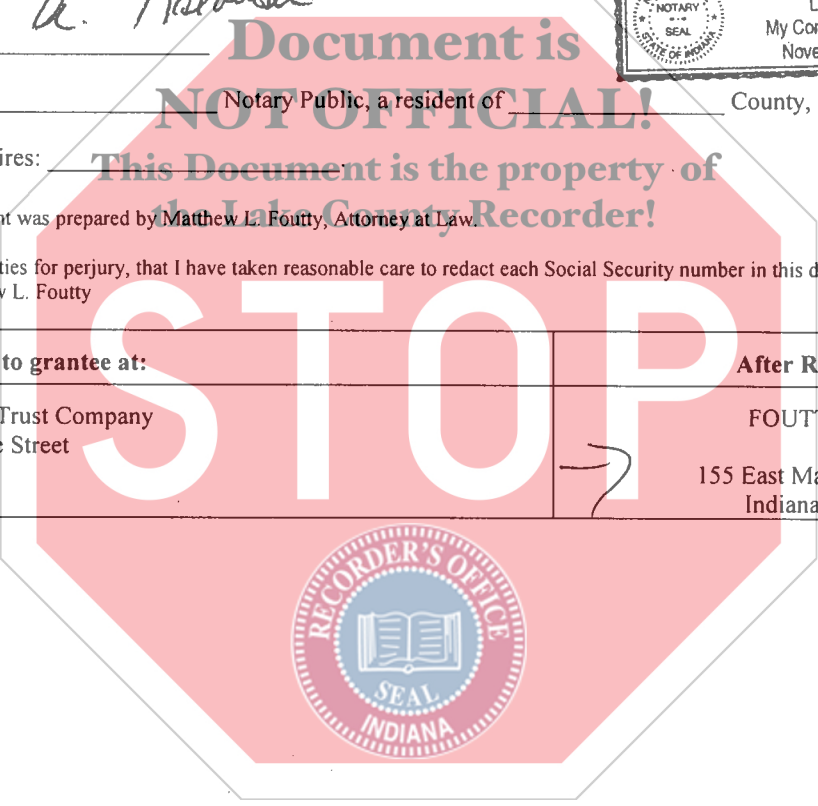 Document is
NOTARY
SEAL
STATE OF INDIANA
My Co
Nove
NOT OFFICIAL!
Notary Public, a resident of County,
ires:
This Document is the property of
the Lake County Recorder!
nt was prepared by Matthew L. Foutty, Attorney at Law.
ties for perjury, that I have taken reasonable care to redact each Social Security number in this d
w L. Foutty
STOP
to grantee at:
After R
Trust Company
e Street
FOUT
155 East Ma
Indiana
RECORDER'S OFFICE
SEAL
INDIANA